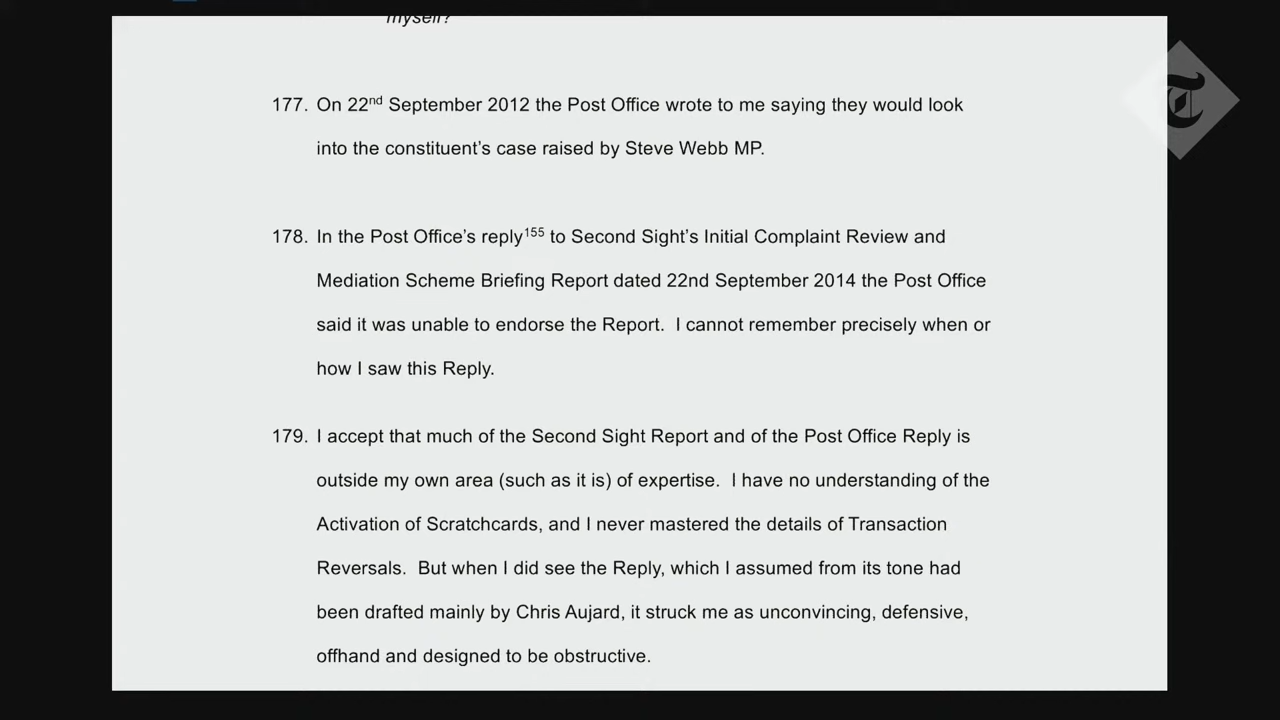 myself?
177. On 22nd September 2012 the Post Office wrote to me saying they would look
into the constituent's case raised by Steve Webb MP.
178. In the Post Office's reply155 to Second Sight's Initial Complaint Review and
Mediation Scheme Briefing Report dated 22nd September 2014 the Post Office
said it was unable to endorse the Report.  I cannot remember precisely when or
how I saw this Reply.
179. I accept that much of the Second Sight Report and of the Post Office Reply is
outside my own area (such as it is) of expertise.  I have no understanding of the
Activation of Scratchcards, and I never mastered the details of Transaction
Reversals.  But when I did see the Reply, which I assumed from its tone had
been drafted mainly by Chris Aujard, it struck me as unconvincing, defensive,
offhand and designed to be obstructive.
T